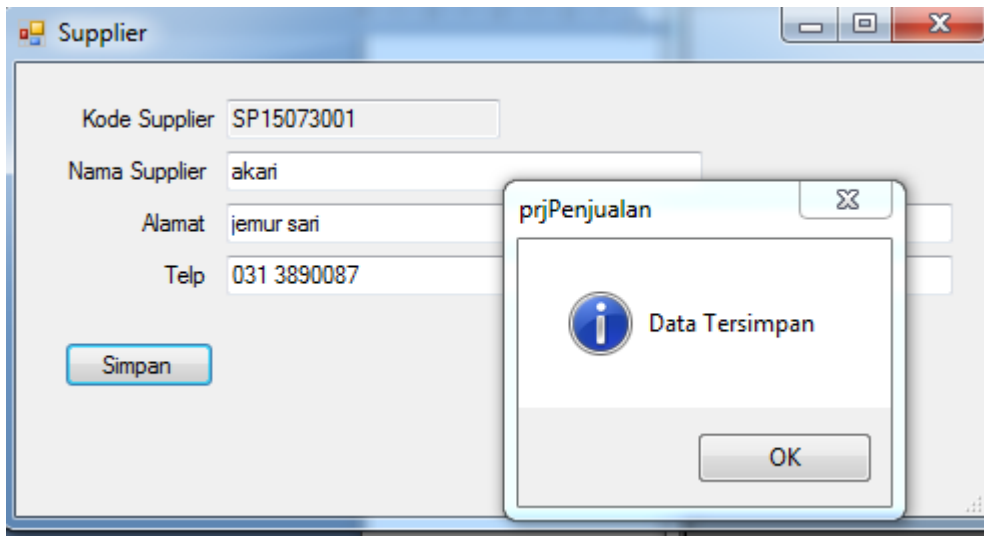 Supplier
Kode Supplier SP15073001
Nama Supplier akari
Alamat jemur sari
Telp 031 3890087
Simpan
prjPenjualan
Data Tersimpan
OK